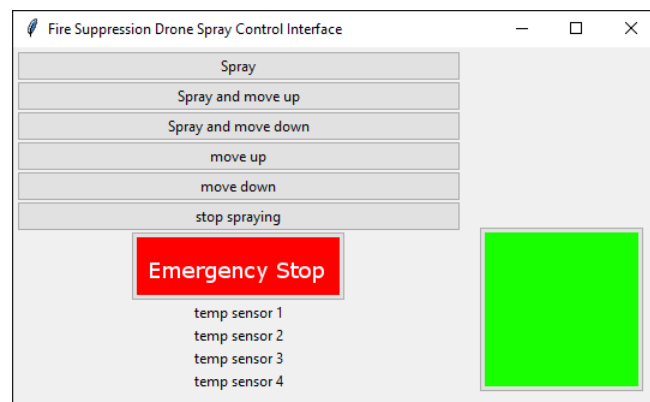 Fire Suppression Drone Spray Control Interface
Spray
Spray and move up
Spray and move down
move up
move down
stop spraying
Emergency Stop
temp sensor 1
temp sensor 2
temp sensor 3
temp sensor 4